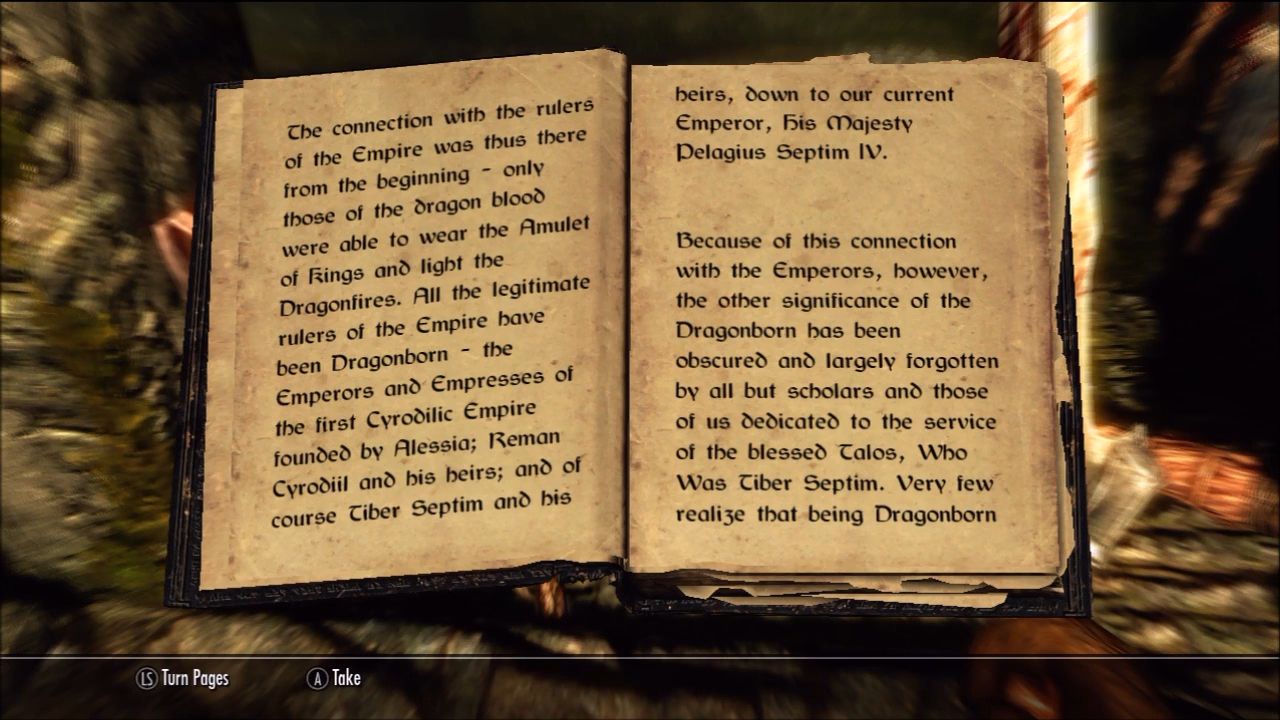 The connection with the rulers
of the Empire was thus there
from the beginning - only
those of the dragon blood
were able to wear the Amulet
of Kings and light the
Dragonfires. All the legitimate
rulers of the Empire have
been Dragonborn - the
Emperors and Empresses of
the first Cyrodilic Empire
founded by Alessia; Reman
Cyrodiil and his heirs; and of
course Tiber Septim and his
heirs, down to our current
Emperor, His Majesty
Pelagius Septim IV.
Because of this connection
with the Emperors, however,
the other significance of the
Dragonborn has been
obscured and largely forgotten
by all but scholars and those
of us dedicated to the service
of the blessed Talos, Who
Was Tiber Septim. Very few
realize that being Dragonborn
LS Turn Pages A Take